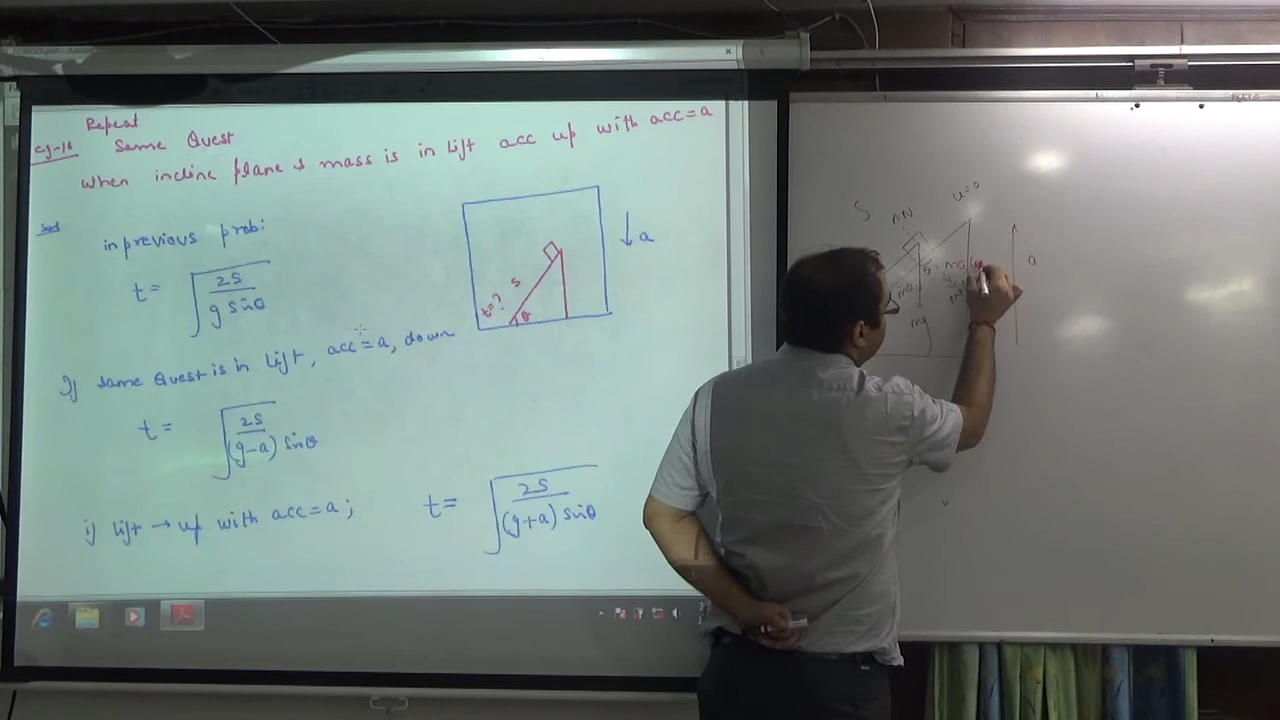 Repeat
eg-16 Same Quest
when incline plane & mass is in lift acc up with acc=a
Sol
in previous prob:
t= √2S/g sinθ
a
S
t=?
θ
If same Quest is in lift, acc=a, down
t= √2S/(g-a) sinθ
if lift → up with acc=a; t= √2S/(g+a) sinθ
S N u=0
a
θ
mg